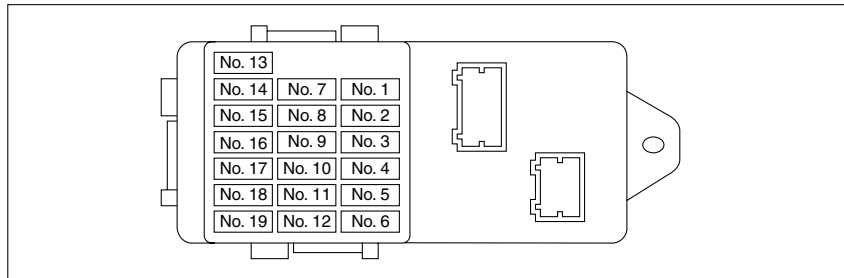 No. 13
No. 14 No. 7 No. 1
No. 15 No. 8 No. 2
No. 16 No. 9 No. 3
No. 17 No. 10 No. 4
No. 18 No. 11 No. 5
No. 19 No. 12 No. 6